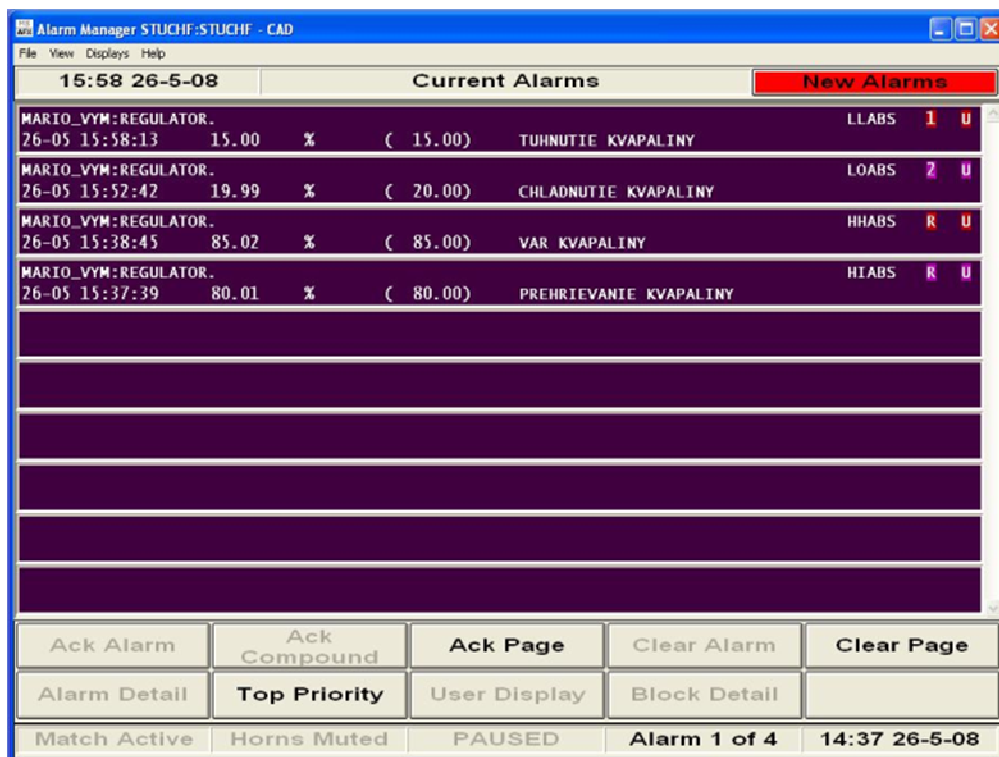 Alarm Manager STUCHF:STUCHF - CAD
File View Displays Help
15:58 26-5-08 Current Alarms New Alarms
MARIO_VYM:REGULATOR. LLABS 1 U
26-05 15:58:13 15.00 % ( 15.00) TUHNUTIE KVAPALINY
MARIO_VYM:REGULATOR. LOABS 2 U
26-05 15:52:42 19.99 % ( 20.00) CHLADNUTIE KVAPALINY
MARIO_VYM:REGULATOR. HHABS R U
26-05 15:38:45 85.02 % ( 85.00) VAR KVAPALINY
MARIO_VYM:REGULATOR. HIABS R U
26-05 15:37:39 80.01 % ( 80.00) PREHRIEVANIE KVAPALINY
Ack Alarm Ack Compound Ack Page Clear Alarm Clear Page
Alarm Detail Top Priority User Display Block Detail
Match Active Horns Muted PAUSED Alarm 1 of 4 14:37 26-5-08